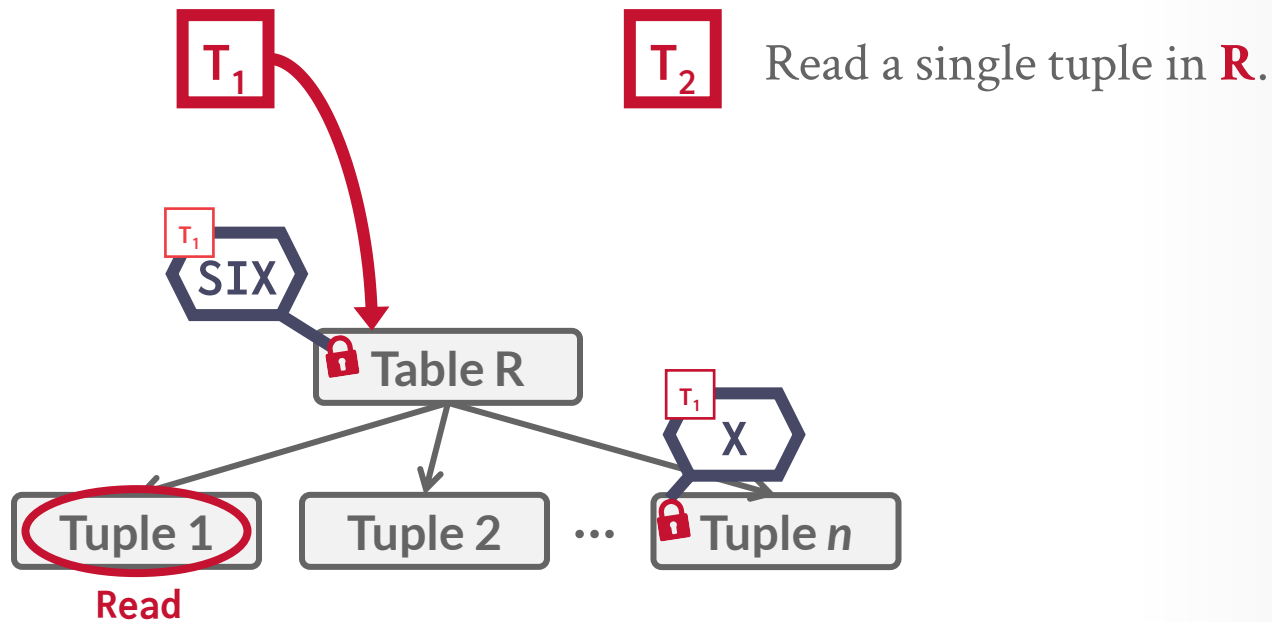 T₁
T₂ Read a single tuple in R.
T₁
SIX
Table R
T₁
X
Tuple 1
Tuple 2
...
Tuple n
Read